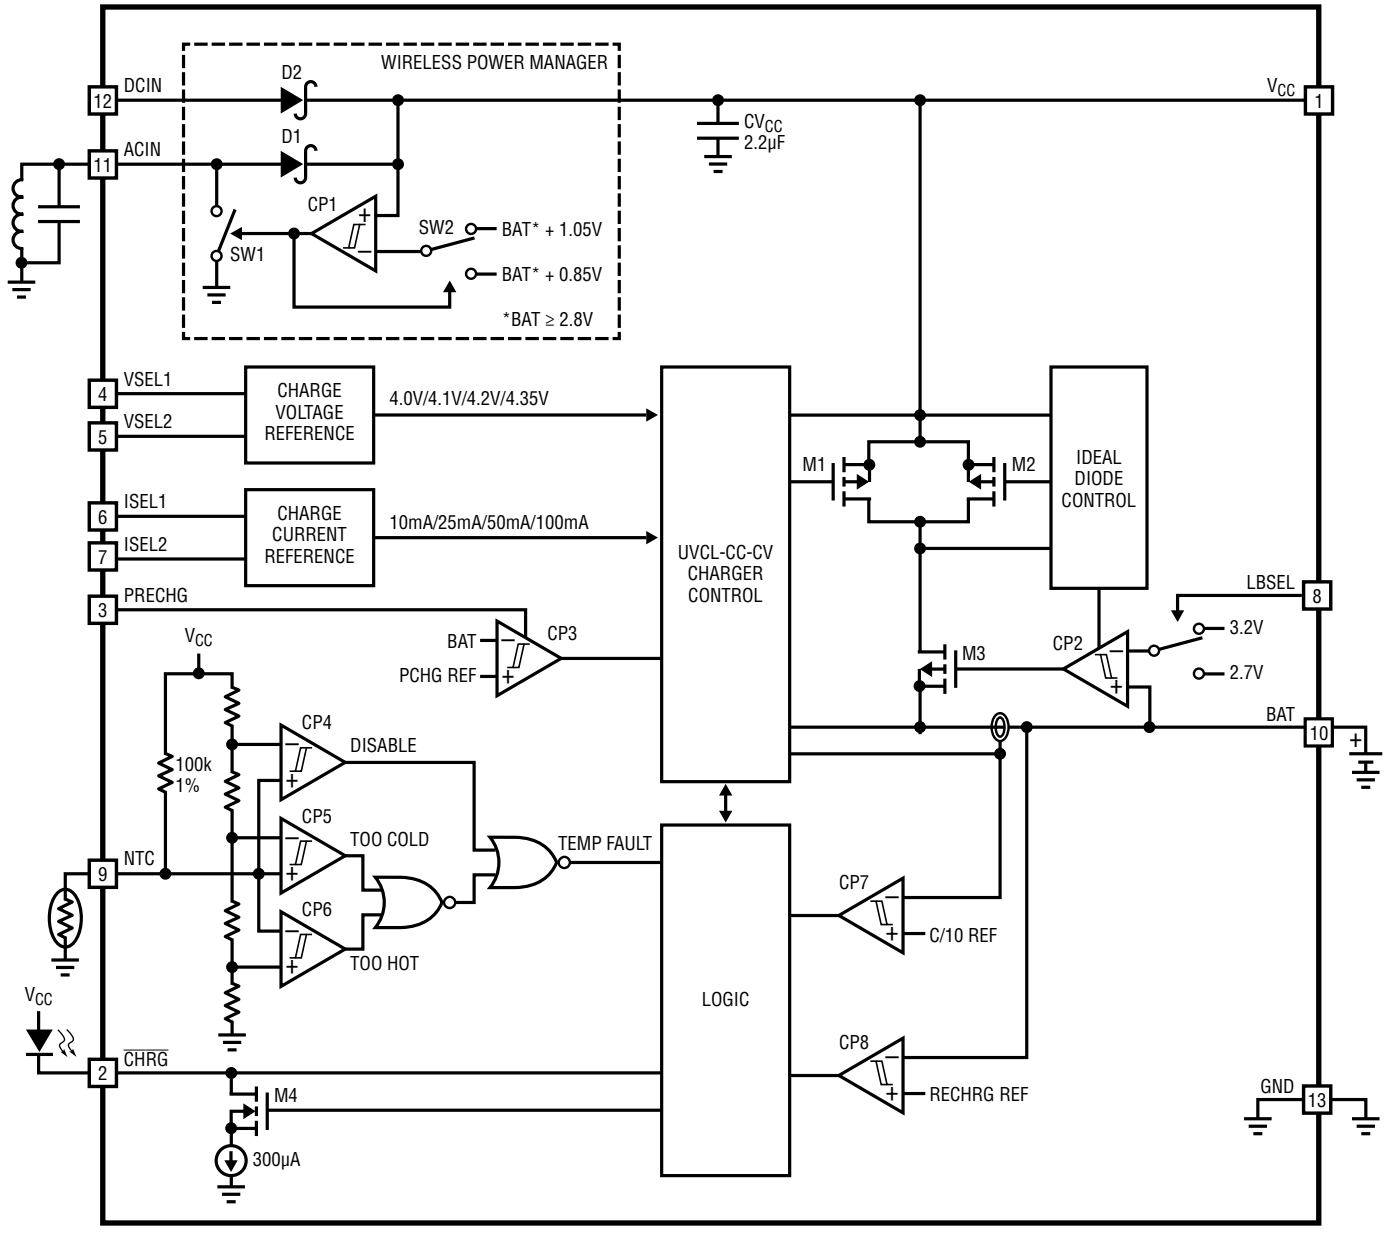 WIRELESS POWER MANAGER
DCIN
12
D2
VCC
1
CVCC
2.2µF
ACIN
11
D1
CP1
+
−
SW1
SW2
BAT* + 1.05V
BAT* + 0.85V
*BAT ≥ 2.8V
VSEL1
4
VSEL2
5
CHARGE
VOLTAGE
REFERENCE
4.0V/4.1V/4.2V/4.35V
ISEL1
6
ISEL2
7
CHARGE
CURRENT
REFERENCE
10mA/25mA/50mA/100mA
UVCL-CC-CV
CHARGER
CONTROL
M1
M2
IDEAL
DIODE
CONTROL
PRECHG
3
BAT
−
PCHG REF
+
CP3
LBSEL
8
3.2V
2.7V
CP2
−
+
M3
BAT
10
+
VCC
100k
1%
CP4
−
+
DISABLE
CP5
−
+
TOO COLD
CP6
−
+
TOO HOT
TEMP FAULT
NTC
9
LOGIC
CP7
−
+
C/10 REF
CP8
−
+
RECHRG REF
VCC
CHRG
2
M4
300µA
GND
13